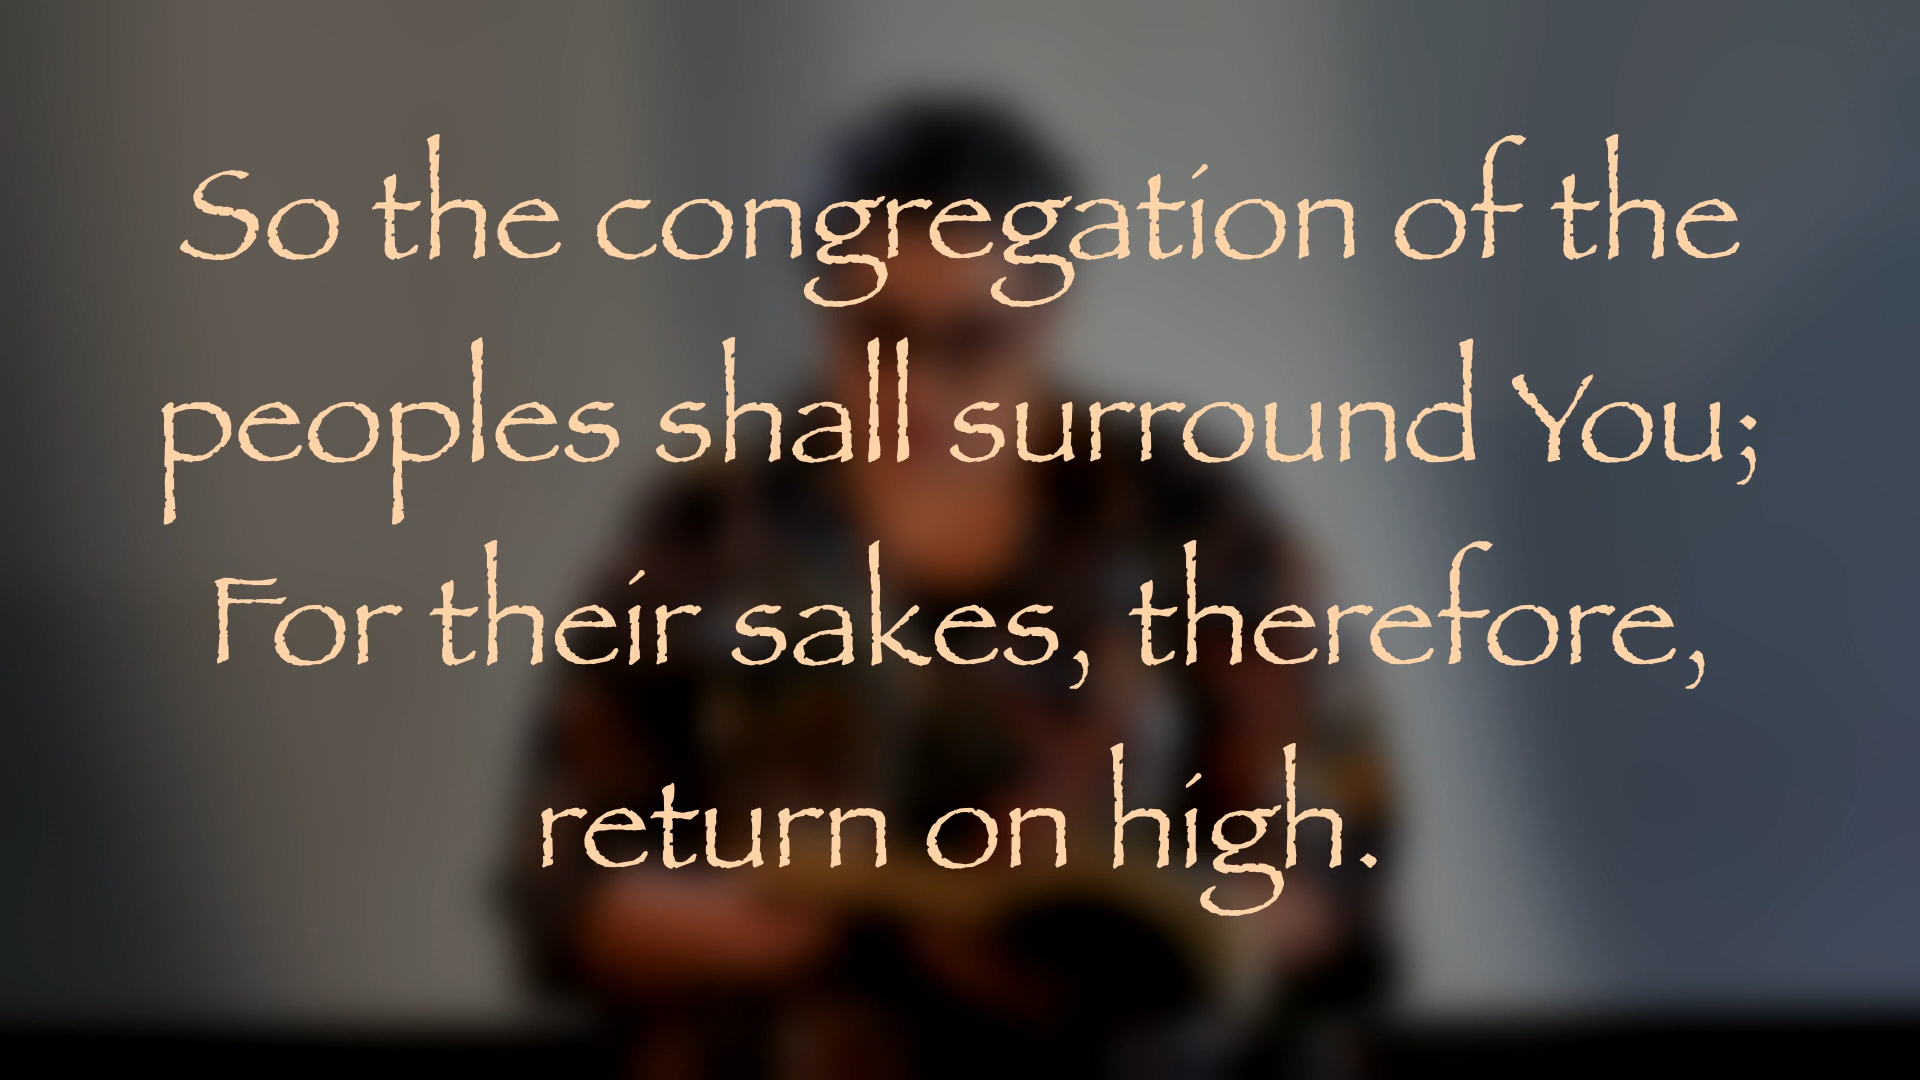 So the congregation of the
peoples shall surround You;
For their sakes, therefore,
return on high.